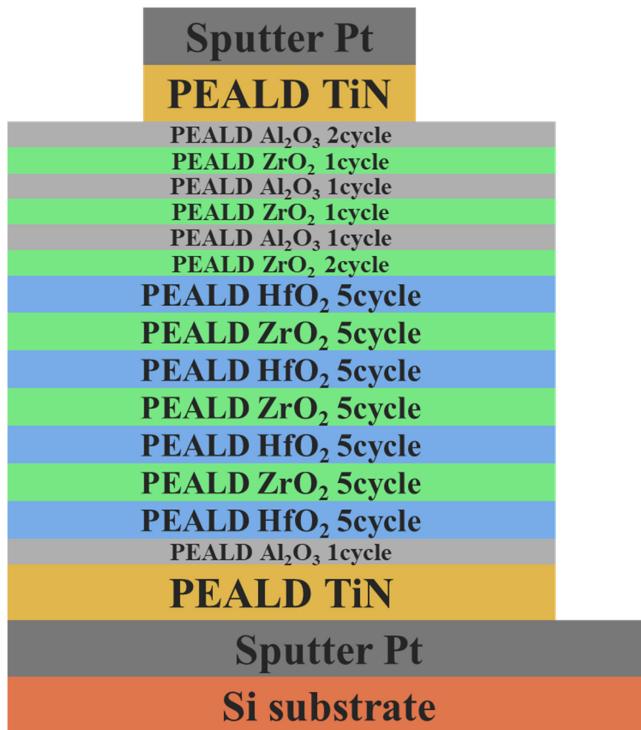 Sputter Pt
PEALD TiN
PEALD Al₂O₃ 2cycle
PEALD ZrO₂ 1cycle
PEALD Al₂O₃ 1cycle
PEALD ZrO₂ 1cycle
PEALD Al₂O₃ 1cycle
PEALD ZrO₂ 2cycle
PEALD HfO₂ 5cycle
PEALD ZrO₂ 5cycle
PEALD HfO₂ 5cycle
PEALD ZrO₂ 5cycle
PEALD HfO₂ 5cycle
PEALD ZrO₂ 5cycle
PEALD HfO₂ 5cycle
PEALD Al₂O₃ 1cycle
PEALD TiN
Sputter Pt
Si substrate